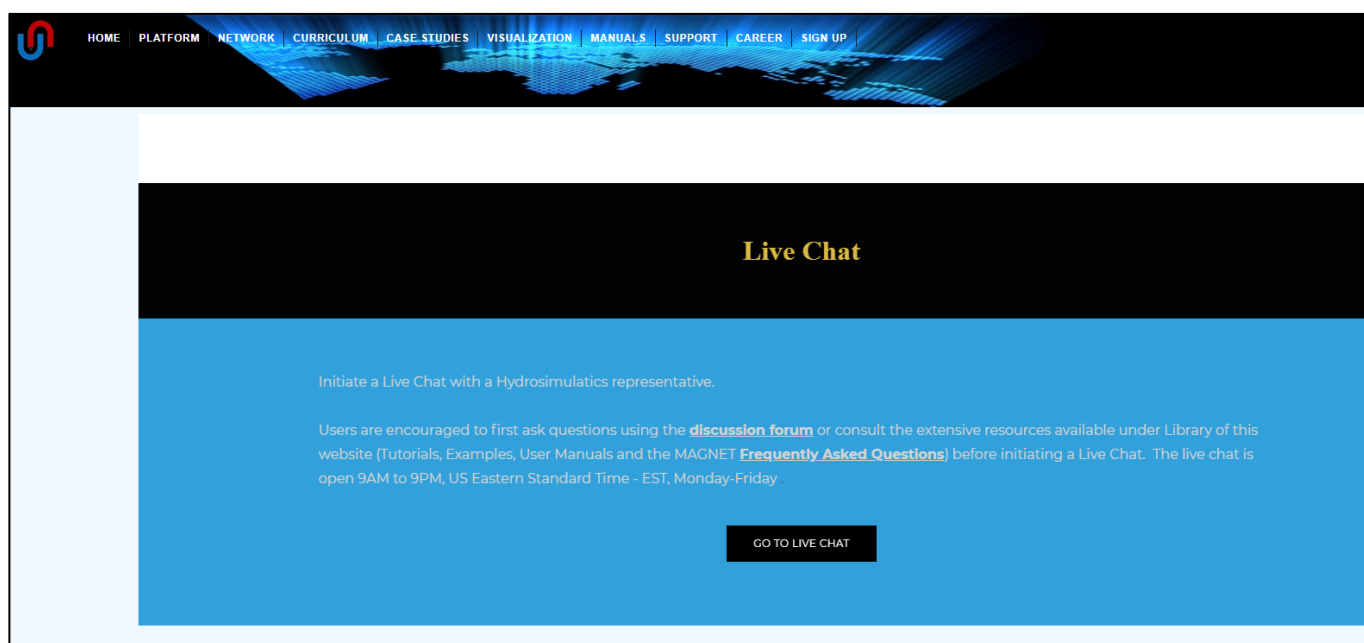 HOME PLATFORM NETWORK CURRICULUM CASE STUDIES VISUALIZATION MANUALS SUPPORT CAREER SIGN UP
Live Chat
Initiate a Live Chat with a Hydrosimulatics representative.
Users are encouraged to first ask questions using the discussion forum or consult the extensive resources available under Library of this
website (Tutorials, Examples, User Manuals and the MAGNET Frequently Asked Questions) before initiating a Live Chat. The live chat is
open 9AM to 9PM, US Eastern Standard Time - EST, Monday-Friday
GO TO LIVE CHAT